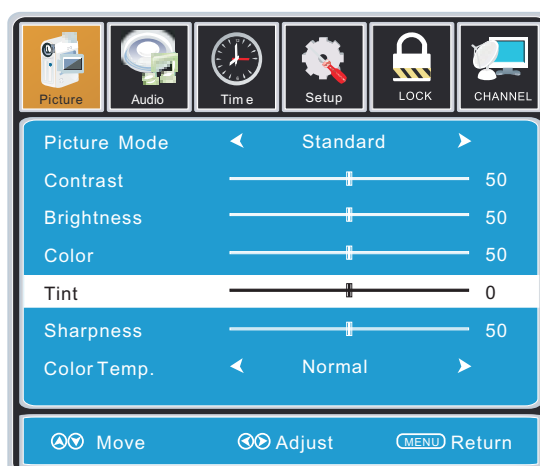 Picture Audio Time Setup LOCK CHANNEL
Picture Mode Standard
Contrast 50
Brightness 50
Color 50
Tint 0
Sharpness 50
Color Temp. Normal
Move Adjust MENU Return